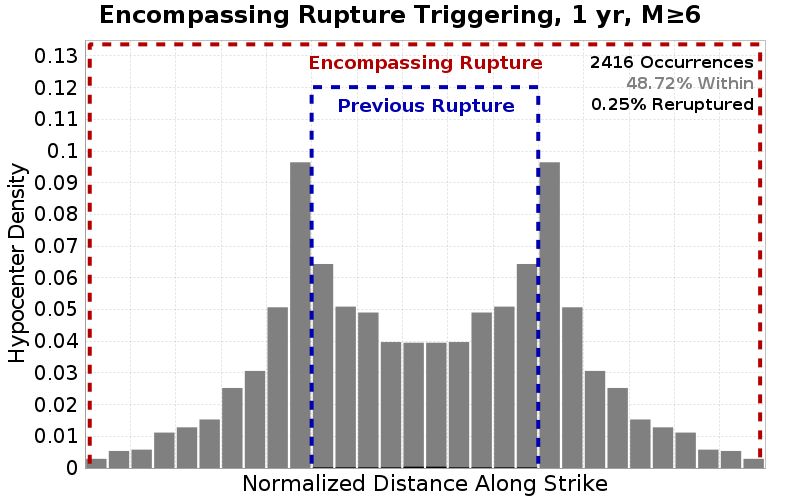 Encompassing Rupture Triggering, 1 yr, M≥6
Encompassing Rupture
Previous Rupture
2416 Occurrences
48.72% Within
0.25% Reruptured
Hypocenter Density
0.13
0.12
0.11
0.1
0.09
0.08
0.07
0.06
0.05
0.04
0.03
0.02
0.01
0
Normalized Distance Along Strike